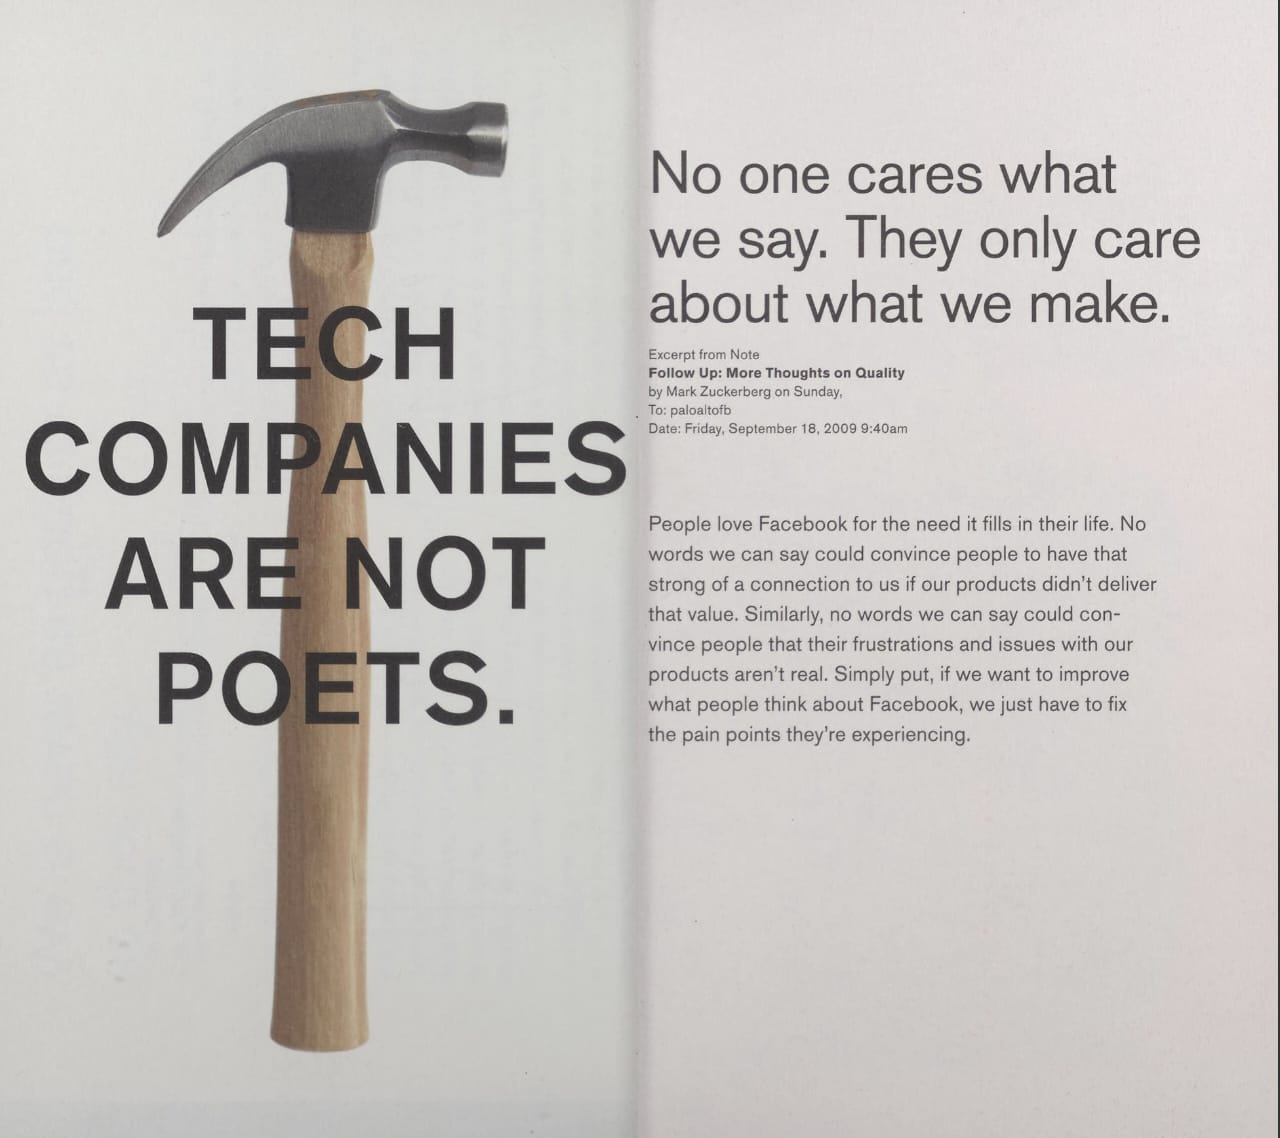 TECH
COMPANIES
ARE NOT
POETS.
No one cares what
we say. They only care
about what we make.
Excerpt from Note
Follow Up: More Thoughts on Quality
by Mark Zuckerberg on Sunday,
To: paloaltofb
Date: Friday, September 18, 2009 9:40am
People love Facebook for the need it fills in their life. No
words we can say could convince people to have that
strong of a connection to us if our products didn't deliver
that value. Similarly, no words we can say could con-
vince people that their frustrations and issues with our
products aren't real. Simply put, if we want to improve
what people think about Facebook, we just have to fix
the pain points they're experiencing.